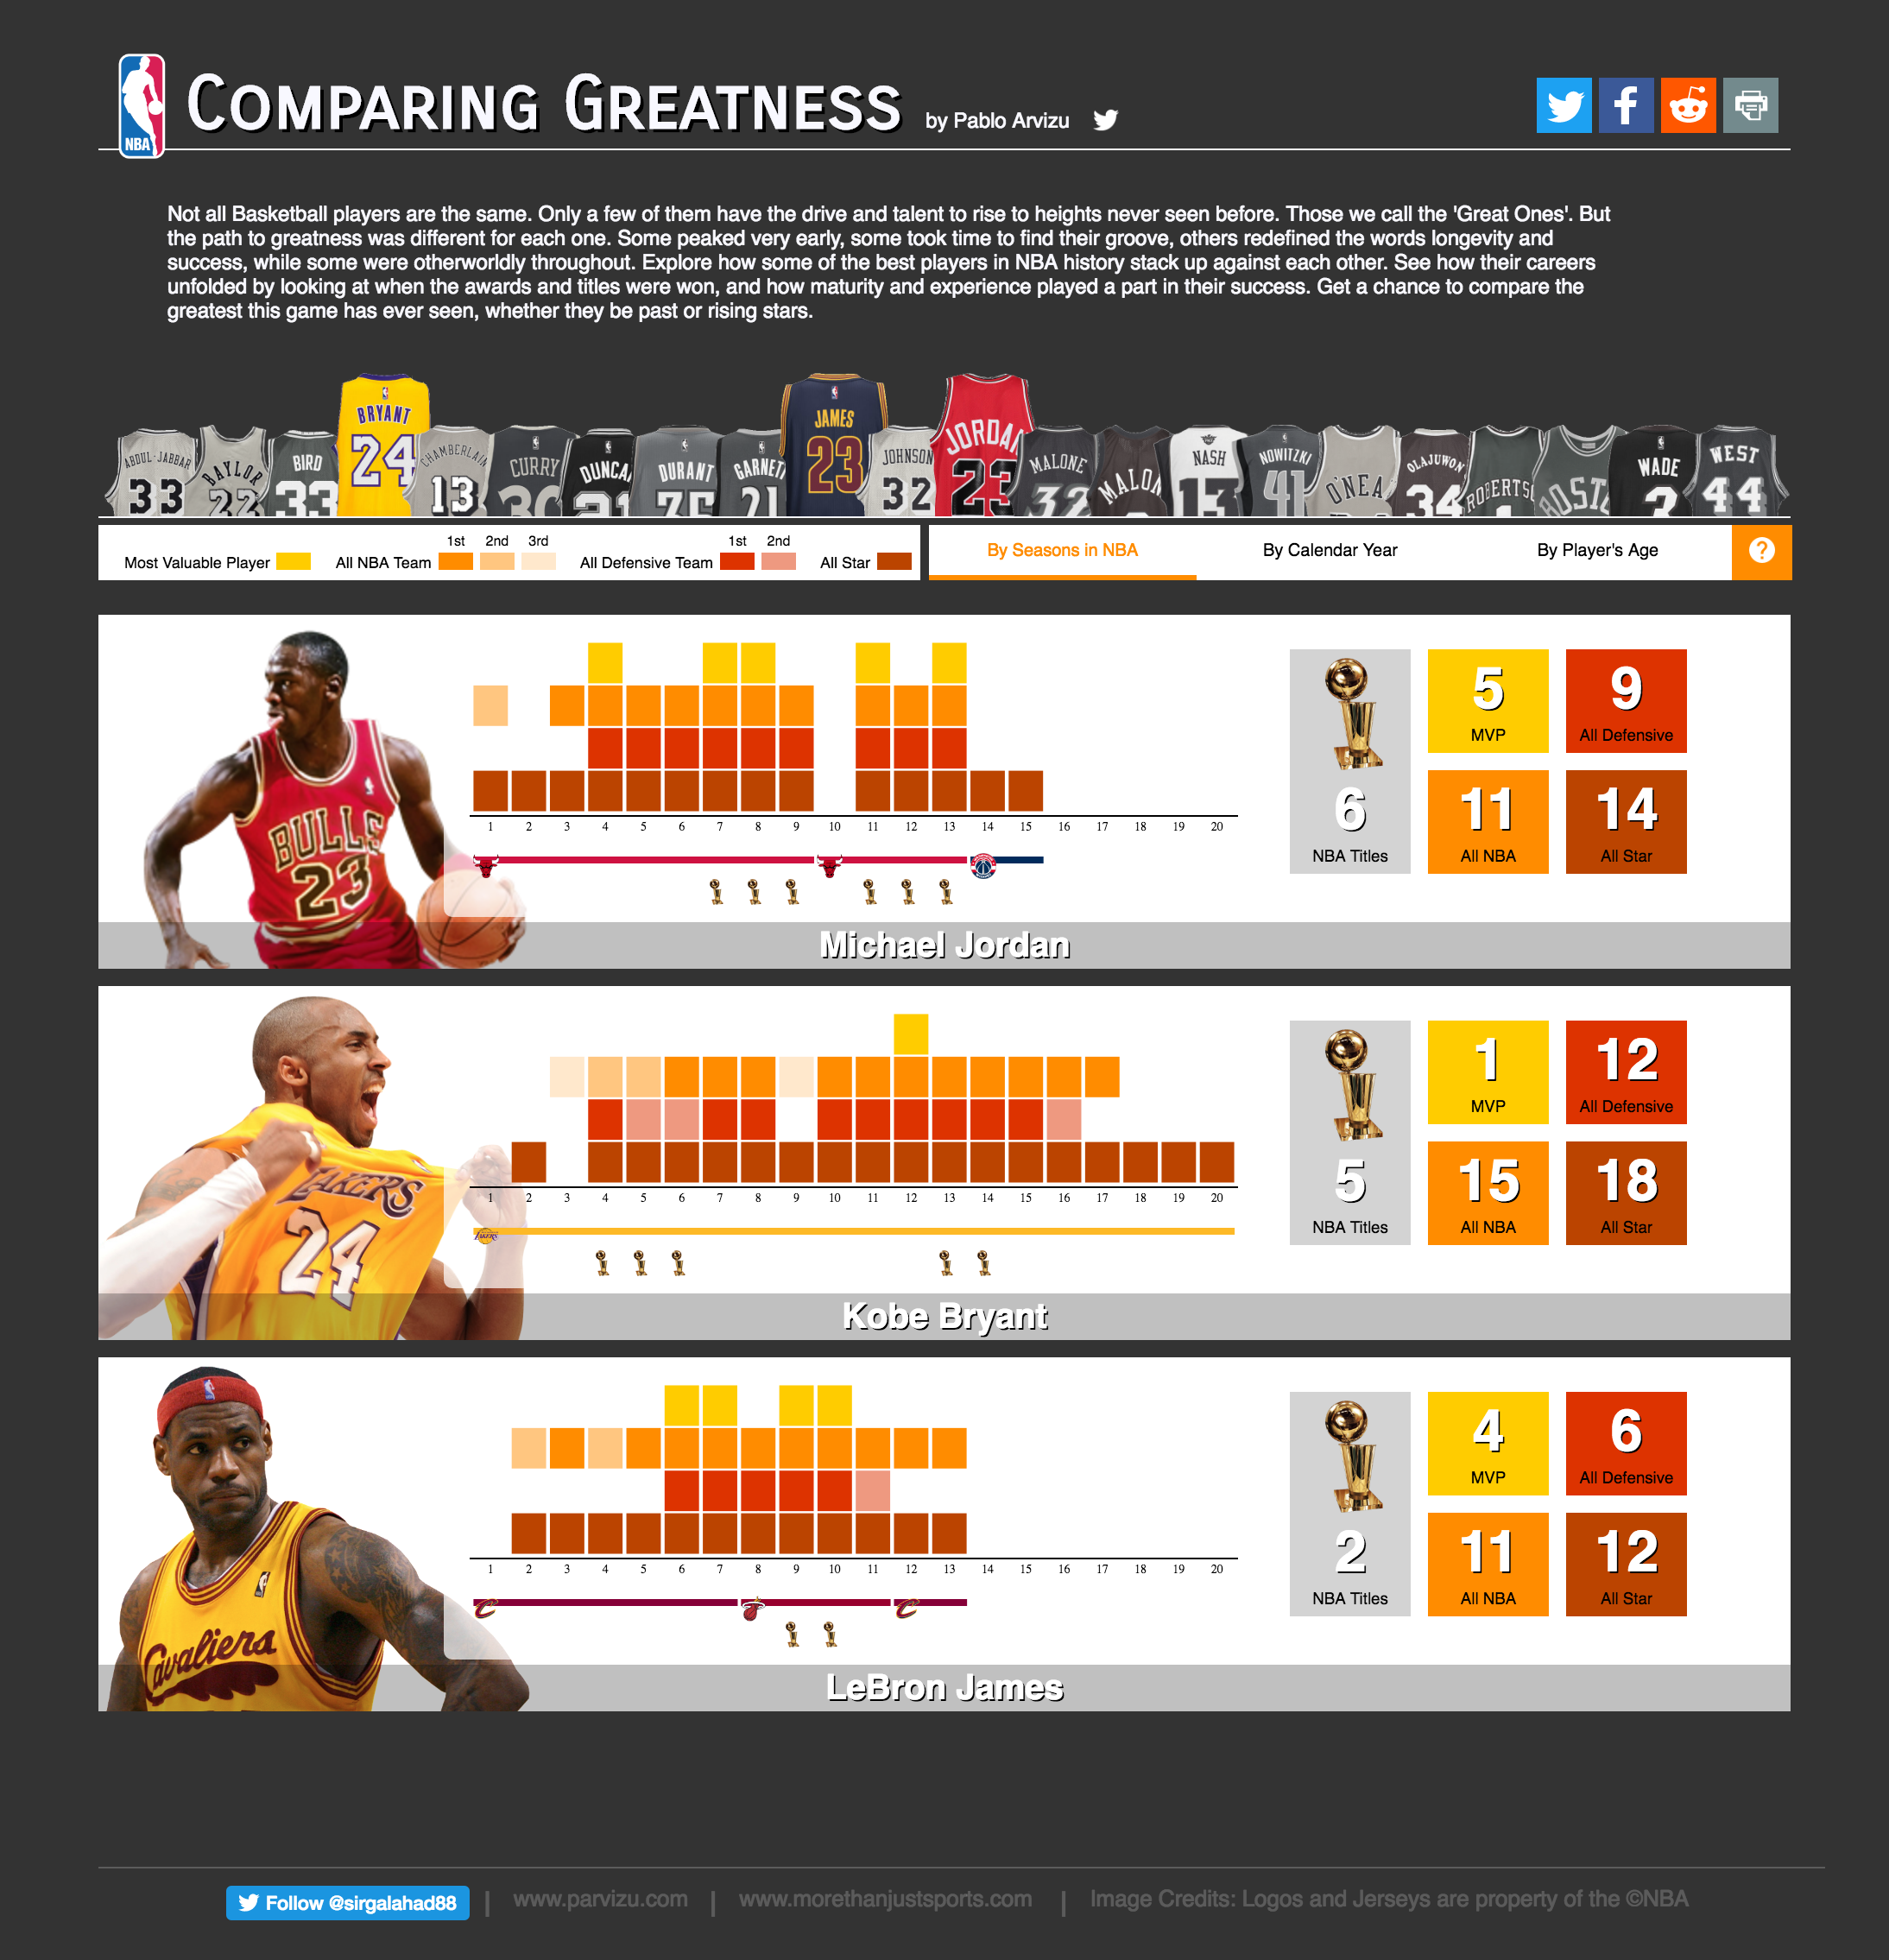 NBA
COMPARING GREATNESS by Pablo Arvizu
Not all Basketball players are the same. Only a few of them have the drive and talent to rise to heights never seen before. Those we call the 'Great Ones'. But
the path to greatness was different for each one. Some peaked very early, some took time to find their groove, others redefined the words longevity and
success, while some were otherworldly throughout. Explore how some of the best players in NBA history stack up against each other. See how their careers
unfolded by looking at when the awards and titles were won, and how maturity and experience played a part in their success. Get a chance to compare the
greatest this game has ever seen, whether they be past or rising stars.
ABDUL-JABBAR BAYLOR BIRD BRYANT CHAMBERLAIN CURRY DUNCA DURANT GARNET JAMES JOHNSON JORDAN MALONE MALON NASH NOWITZKI O'NEA OLAJUWON ROBERTS BOST WADE WEST
33 22 33 24 13 30 21 35 21 23 32 23 32 13 41 34 1 3 44
1st 2nd 3rd 1st 2nd
Most Valuable Player All NBA Team All Defensive Team All Star
By Seasons in NBA By Calendar Year By Player's Age ?
BULLS
23
1 2 3 4 5 6 7 8 9 10 11 12 13 14 15 16 17 18 19 20
5 9
MVP All Defensive
6 11 14
NBA Titles All NBA All Star
Michael Jordan
LAKERS
24
1 2 3 4 5 6 7 8 9 10 11 12 13 14 15 16 17 18 19 20
LAKERS
1 12
MVP All Defensive
5 15 18
NBA Titles All NBA All Star
Kobe Bryant
Cavaliers
1 2 3 4 5 6 7 8 9 10 11 12 13 14 15 16 17 18 19 20
4 6
MVP All Defensive
2 11 12
NBA Titles All NBA All Star
LeBron James
Follow @sirgalahad88 | www.parvizu.com | www.morethanjustsports.com | Image Credits: Logos and Jerseys are property of the ©NBA